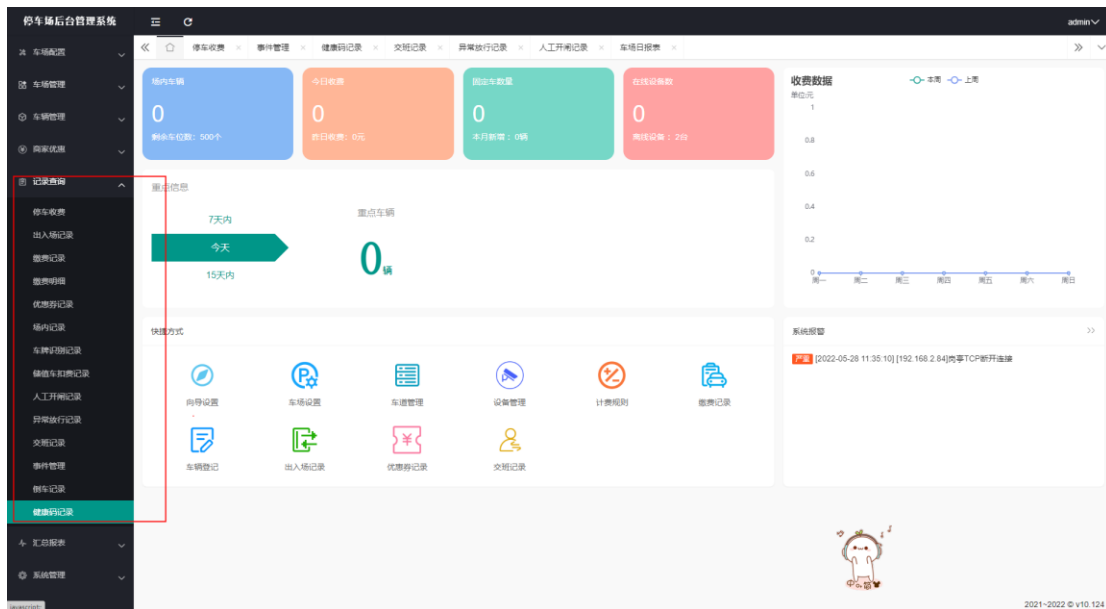 停车场后台管理系统
admin
车场配置
停车收费
事件管理
健康码记录
交班记录
异常放行记录
人工开闸记录
车场日报表
车场管理
车辆管理
商家优惠
记录查询
停车收费
出入场记录
缴费记录
缴费明细
优惠券记录
场内记录
车牌识别记录
储值车扣费记录
人工开闸记录
异常放行记录
交班记录
事件管理
倒车记录
健康码记录
汇总报表
系统管理
javascript:
场内车辆
0
剩余车位数：500个
今日收费
0
昨日收费：0元
固定车数量
0
本月新增：0辆
在线设备数
0
离线设备：2台
收费数据
本周 上周
单位:元
1
0.8
0.6
0.4
0.2
0
周一 周二 周三 周四 周五 周六 周日
重点信息
7天内
今天
15天内
重点车辆
0辆
快捷方式
向导设置
车场设置
车道管理
设备管理
计费规则
缴费记录
车辆登记
出入场记录
优惠券记录
交班记录
系统报警
严重 [2022-05-28 11:35:10] [192.168.2.84]岗亭TCP断开连接
2021~2022 © v10.124